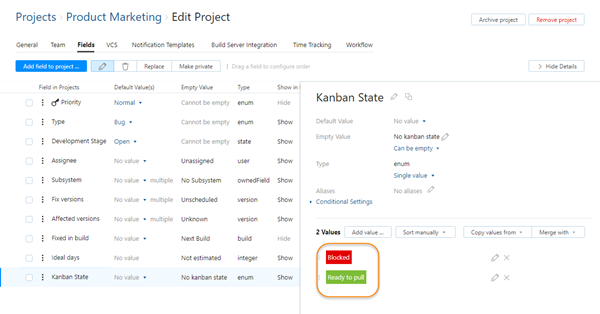 Projects › Product Marketing › Edit Project
Archive project
Remove project
General Team Fields VCS Notification Templates Build Server Integration Time Tracking Workflow
Add field to project ... Replace Make private Drag a field to configure order
> Hide Details
Field in Projects Default Value(s) Empty Value Type Show in
Priority Normal Cannot be empty enum Hide
Type Bug Cannot be empty enum Show
Development Stage Open Cannot be empty state Show
Assignee No value Unassigned user Show
Subsystem No value multiple No Subsystem ownedField Show
Fix versions No value multiple Unscheduled version Show
Affected versions No value multiple Unknown version Show
Fixed in build No value Next Build build Hide
Ideal days No value Not estimated integer Show
Kanban State No value No kanban state enum Show
Kanban State
Default Value No value
Empty Value No kanban state
Can be empty
Type enum
Single value
Aliases No aliases
Conditional Settings
2 Values Add value ... Sort manually Copy values from Merge with
Blocked
Ready to pull